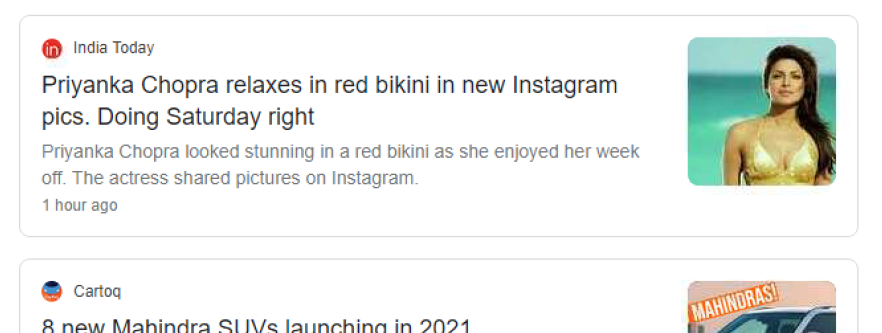 in India Today
Priyanka Chopra relaxes in red bikini in new Instagram
pics. Doing Saturday right
Priyanka Chopra looked stunning in a red bikini as she enjoyed her week
off. The actress shared pictures on Instagram.
1 hour ago
Cartoq
MAHINDRAS!
8 new Mahindra SUVs launching in 2021